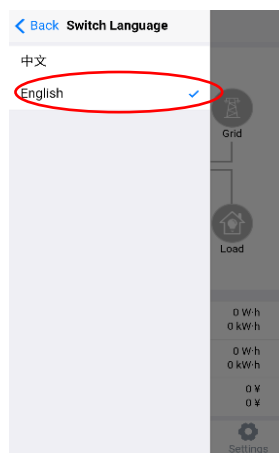 Back Switch Language
中文
English
Grid
Load
0 W·h
0 kW·h
0 W·h
0 kW·h
0 ¥
0 ¥
Settings